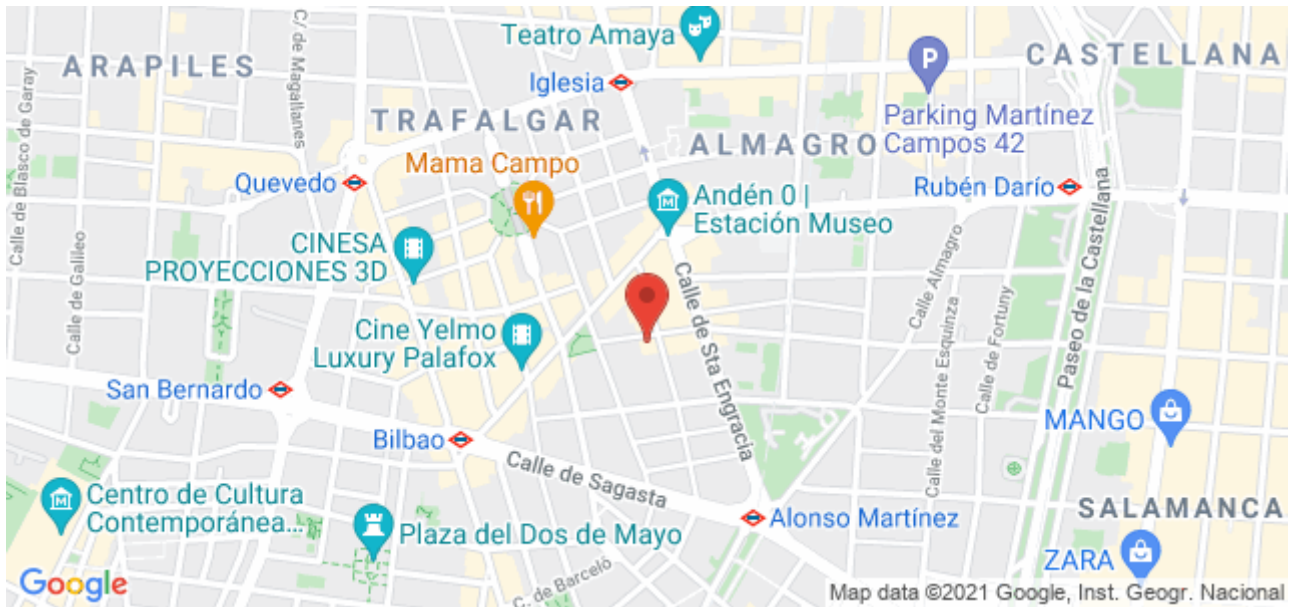 Teatro Amaya
C/ de Magallanes
ARAPILES
CASTELLANA
Iglesia
TRAFALGAR
Parking Martínez
Campos 42
ALMAGRO
Mama Campo
Quevedo
Rubén Darío
Andén 0 |
Estación Museo
Calle de Blasco de Garay
CINESA
PROYECCIONES 3D
Calle de Galileo
Calle de Sta Engracia
Calle Almagro
Paseo de la Castellana
Cine Yelmo
Luxury Palafox
Calle del Monte Esquinza
Calle de Fortuny
San Bernardo
MANGO
Bilbao
Calle de Sagasta
Centro de Cultura
Contemporánea...
SALAMANCA
Alonso Martínez
Plaza del Dos de Mayo
ZARA
C. de Barceló
Google
Map data ©2021 Google, Inst. Geogr. Nacional